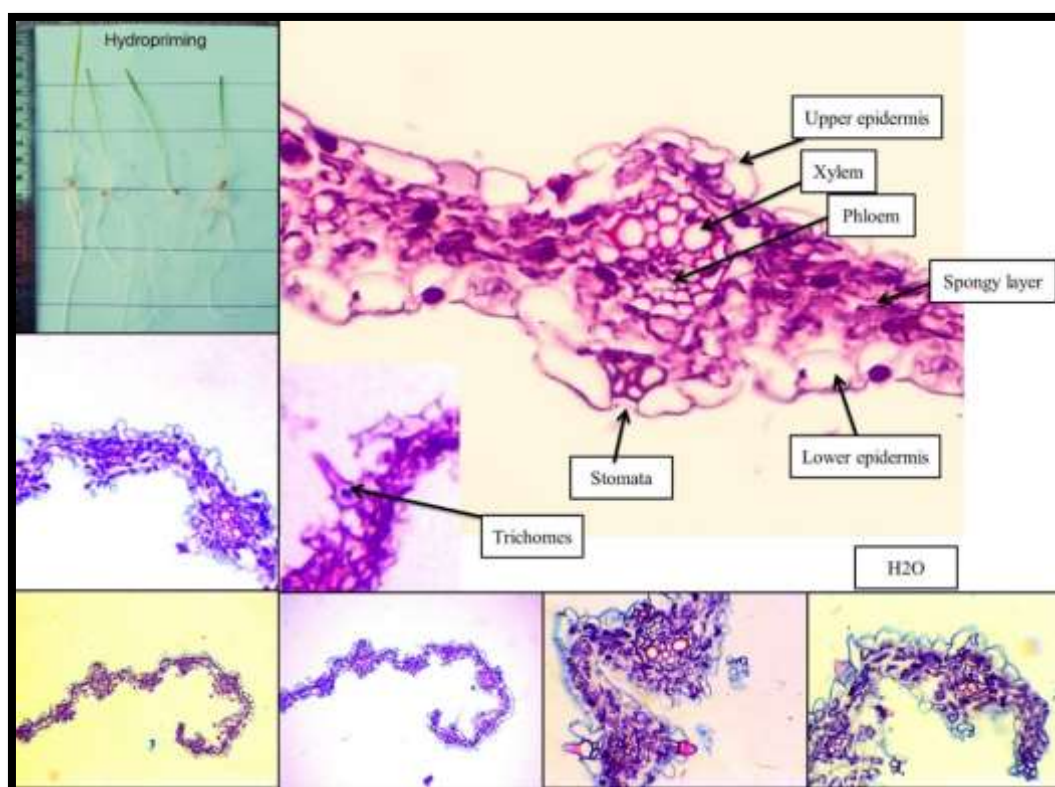 Hydropriming
Upper epidermis
Xylem
Phloem
Spongy layer
Lower epidermis
Stomata
Trichomes
H2O